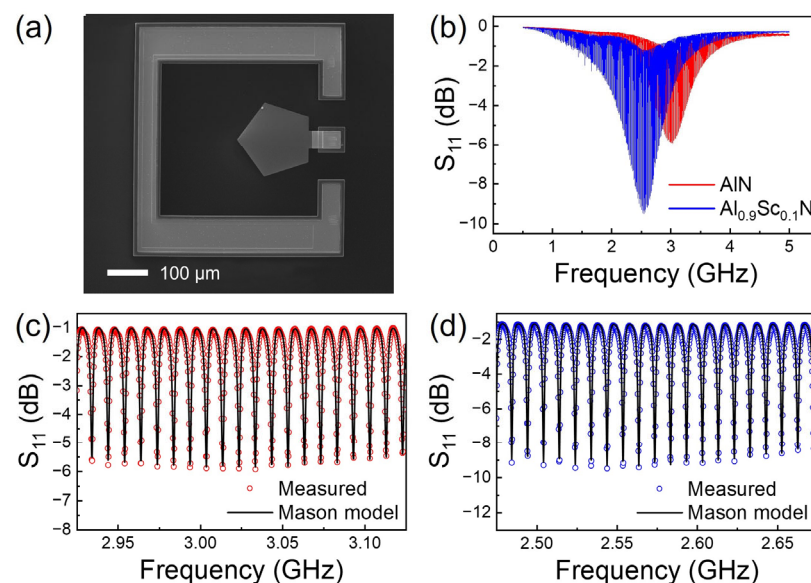 (a)
100 μm
(b)
0
−2
−4
−6
−8
−10
S₁₁ (dB)
AlN
Al₀.₉Sc₀.₁N
0 1 2 3 4 5
Frequency (GHz)
(c)
−1
−2
−3
−4
−5
−6
−7
−8
S₁₁ (dB)
Measured
Mason model
2.95 3.00 3.05 3.10
Frequency (GHz)
(d)
−2
−4
−6
−8
−10
−12
S₁₁ (dB)
Measured
Mason model
2.50 2.55 2.60 2.65
Frequency (GHz)